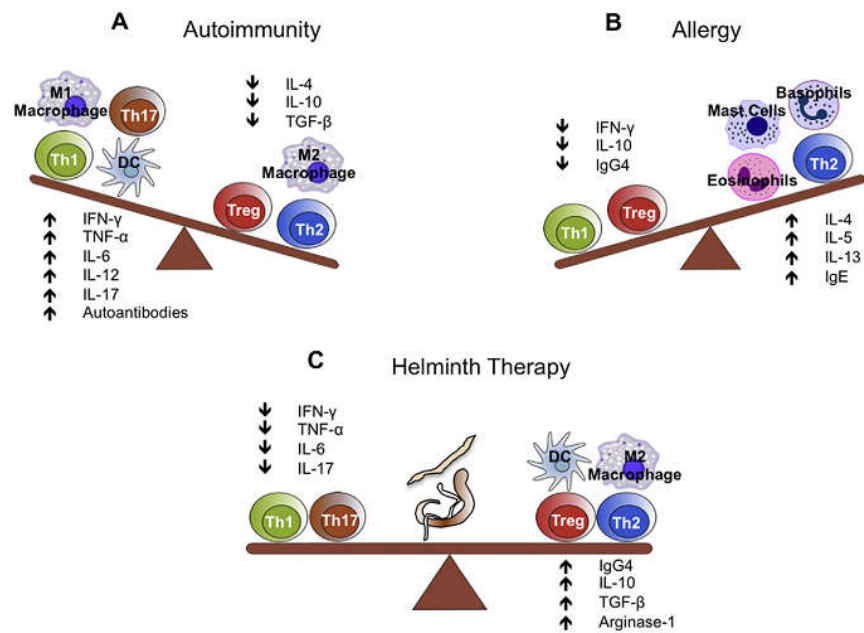 A Autoimmunity
M1
Macrophage
Th17
Th1
DC
↓ IL-4
↓ IL-10
↓ TGF-β
M2
Macrophage
Treg
Th2
↑ IFN-γ
↑ TNF-α
↑ IL-6
↑ IL-12
↑ IL-17
↑ Autoantibodies
B Allergy
↓ IFN-γ
↓ IL-10
↓ IgG4
Basophils
Mast Cells
Eosinophils
Th2
Treg
Th1
↑ IL-4
↑ IL-5
↑ IL-13
↑ IgE
C Helminth Therapy
↓ IFN-γ
↓ TNF-α
↓ IL-6
↓ IL-17
Th1
Th17
DC
M2
Macrophage
Treg
Th2
↑ IgG4
↑ IL-10
↑ TGF-β
↑ Arginase-1